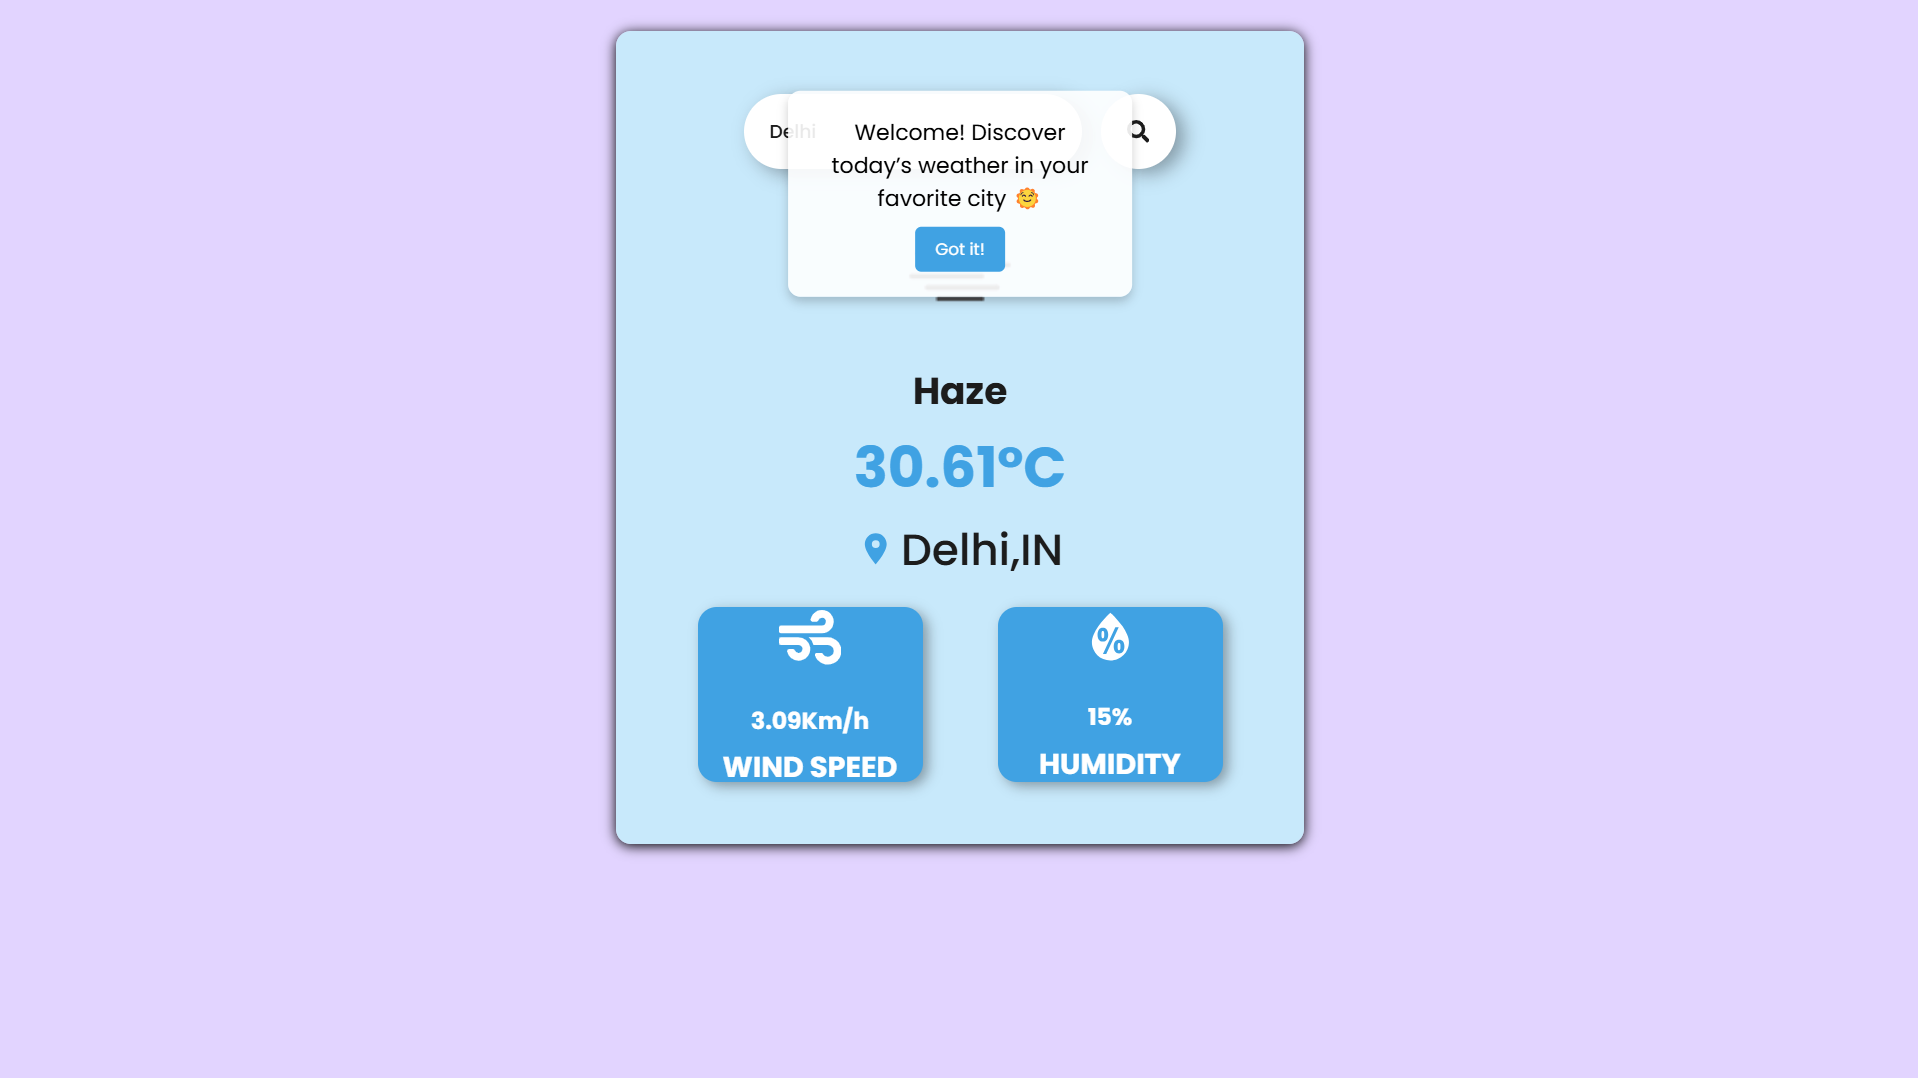 Delhi
Welcome! Discover
today’s weather in your
favorite city 🌞
Got it!
Haze
30.61°C
Delhi,IN
%
3.09Km/h
WIND SPEED
15%
HUMIDITY